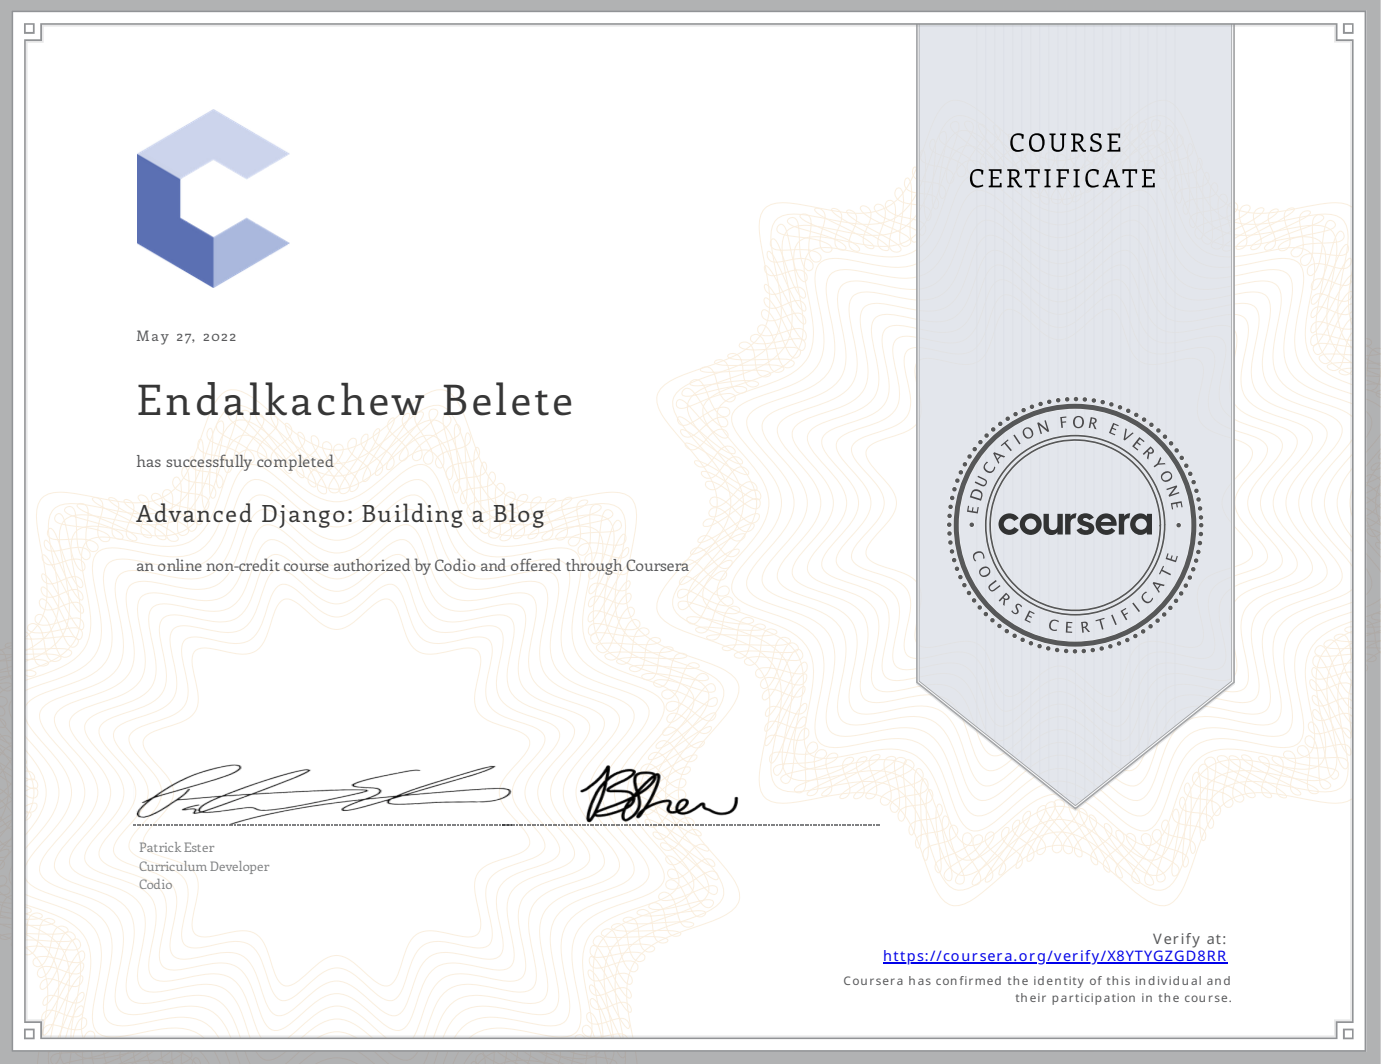 COURSE
CERTIFICATE
May 27, 2022
Endalkachew Belete
has successfully completed
Advanced Django: Building a Blog
an online non-credit course authorized by Codio and offered through Coursera
EDUCATION FOR EVERYONE
coursera
COURSE CERTIFICATE
Patrick Ester
Curriculum Developer
Codio
Verify at:
https://coursera.org/verify/X8YTYGZGD8RR
Coursera has confirmed the identity of this individual and
their participation in the course.